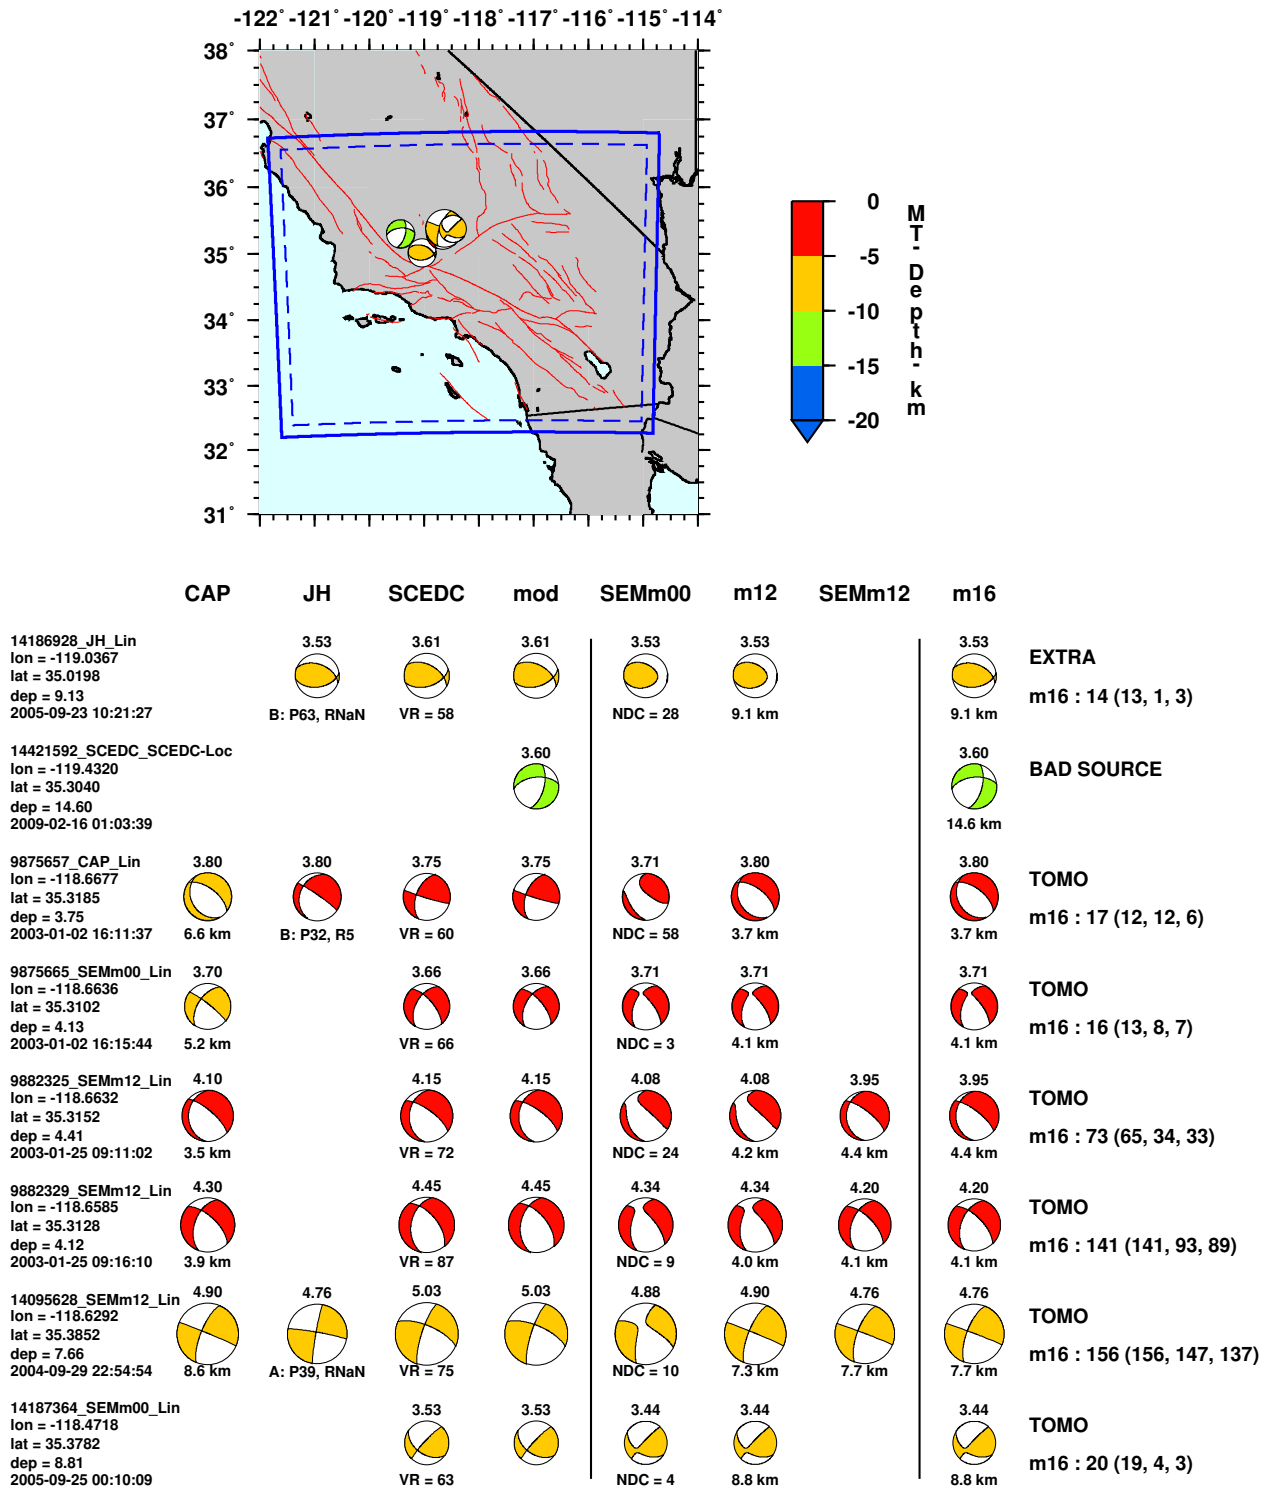 -122° -121° -120° -119° -118° -117° -116° -115° -114°
38°
37°
36°
35°
34°
33°
32°
31°
0
-5
-10
-15
-20
MT-Depth-km
CAP JH SCEDC mod SEMm00 m12 SEMm12 m16
14186928_JH_Lin
lon = -119.0367
lat = 35.0198
dep = 9.13
2005-09-23 10:21:27
3.53 3.61 3.61 3.53 3.53 3.53
B: P63, RNaN VR = 58 NDC = 28 9.1 km 9.1 km
EXTRA
m16 : 14 (13, 1, 3)
14421592_SCEDC_SCEDC-Loc
lon = -119.4320
lat = 35.3040
dep = 14.60
2009-02-16 01:03:39
3.60 3.60
14.6 km
BAD SOURCE
9875657_CAP_Lin
lon = -118.6677
lat = 35.3185
dep = 3.75
2003-01-02 16:11:37
3.80 3.80 3.75 3.75 3.71 3.80 3.80
6.6 km B: P32, R5 VR = 60 NDC = 58 3.7 km 3.7 km
TOMO
m16 : 17 (12, 12, 6)
9875665_SEMm00_Lin
lon = -118.6636
lat = 35.3102
dep = 4.13
2003-01-02 16:15:44
3.70 3.66 3.66 3.71 3.71 3.71
5.2 km VR = 66 NDC = 3 4.1 km 4.1 km
TOMO
m16 : 16 (13, 8, 7)
9882325_SEMm12_Lin
lon = -118.6632
lat = 35.3152
dep = 4.41
2003-01-25 09:11:02
4.10 4.15 4.15 4.08 4.08 3.95 3.95
3.5 km VR = 72 NDC = 24 4.2 km 4.4 km 4.4 km
TOMO
m16 : 73 (65, 34, 33)
9882329_SEMm12_Lin
lon = -118.6585
lat = 35.3128
dep = 4.12
2003-01-25 09:16:10
4.30 4.45 4.45 4.34 4.34 4.20 4.20
3.9 km VR = 87 NDC = 9 4.0 km 4.1 km 4.1 km
TOMO
m16 : 141 (141, 93, 89)
14095628_SEMm12_Lin
lon = -118.6292
lat = 35.3852
dep = 7.66
2004-09-29 22:54:54
4.90 4.76 5.03 5.03 4.88 4.90 4.76 4.76
8.6 km A: P39, RNaN VR = 75 NDC = 10 7.3 km 7.7 km 7.7 km
TOMO
m16 : 156 (156, 147, 137)
14187364_SEMm00_Lin
lon = -118.4718
lat = 35.3782
dep = 8.81
2005-09-25 00:10:09
3.53 3.53 3.44 3.44 3.44
VR = 63 NDC = 4 8.8 km 8.8 km
TOMO
m16 : 20 (19, 4, 3)